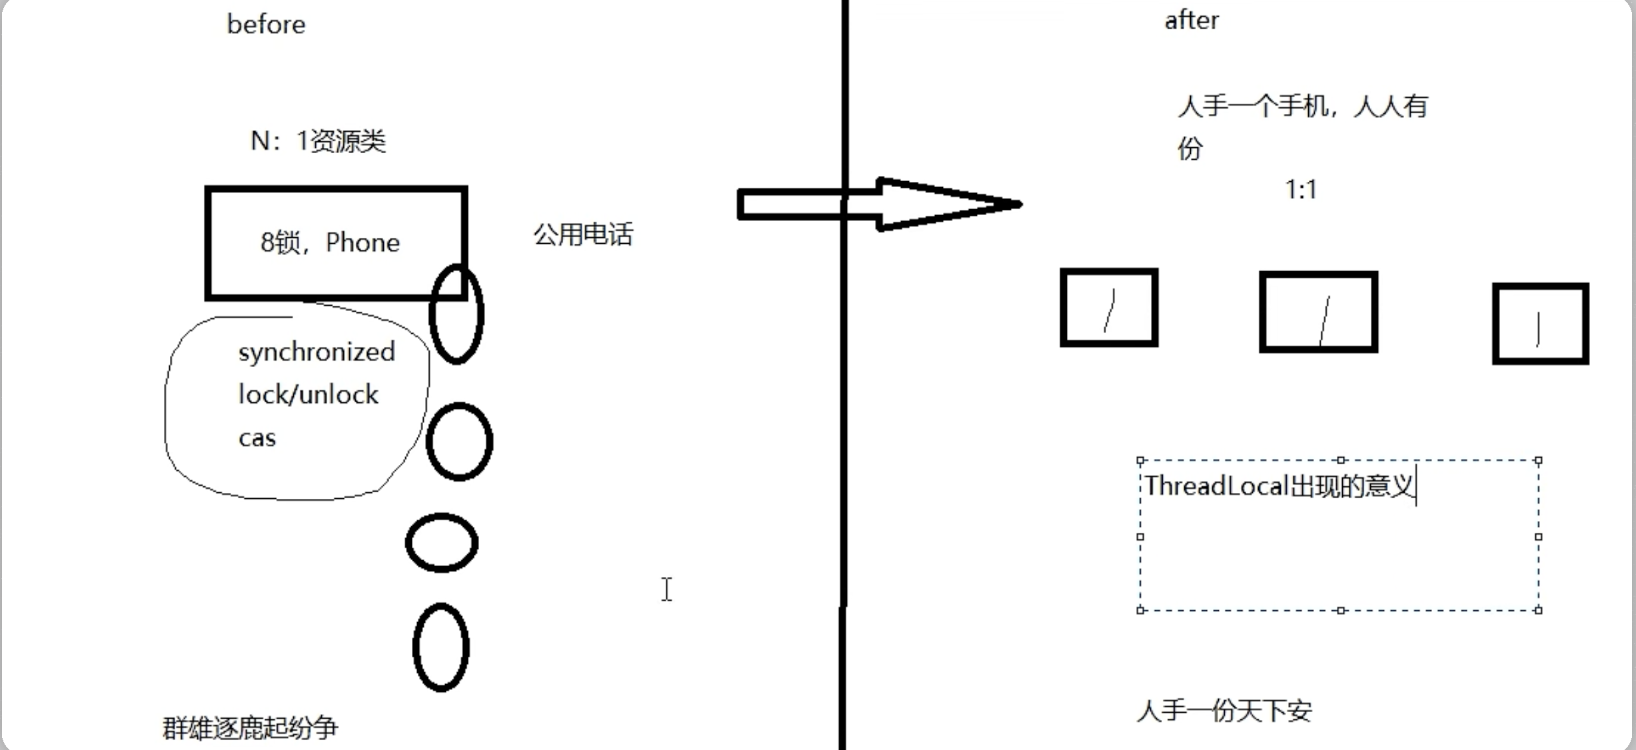 before
N：1资源类
8锁，Phone
公用电话
synchronized
lock/unlock
cas
群雄逐鹿起纷争
after
人手一个手机，人人有
份
1:1
ThreadLocal出现的意义
人手一份天下安